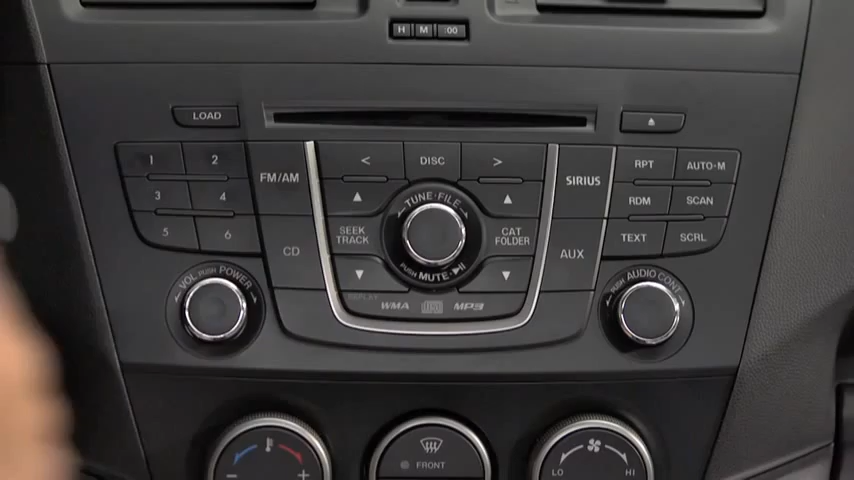 H M :00
LOAD
1 2
3 4
5 6
FM/AM
CD
< DISC >
TUNE·FILE
SEEK
TRACK
CAT
FOLDER
PUSH MUTE·
DISPLAY
WMA MP3
SIRIUS
AUX
RPT AUTO-M
RDM SCAN
TEXT SCRL
VOL PUSH POWER
PUSH AUDIO CONT
- +
FRONT
LO HI